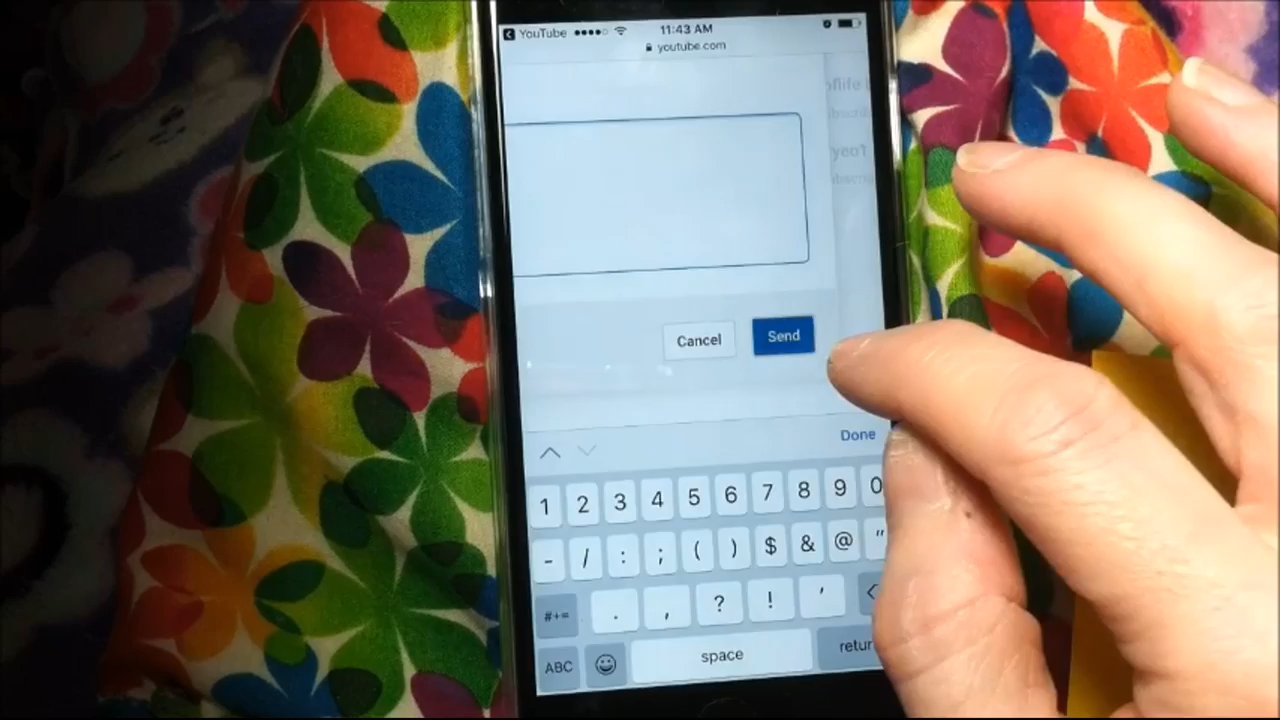 YouTube 11:43 AM
youtube.com
Cancel Send
Done
1 2 3 4 5 6 7 8 9 0
- / : ; ( ) $ & @ "
#+= . , ? ! '
ABC space